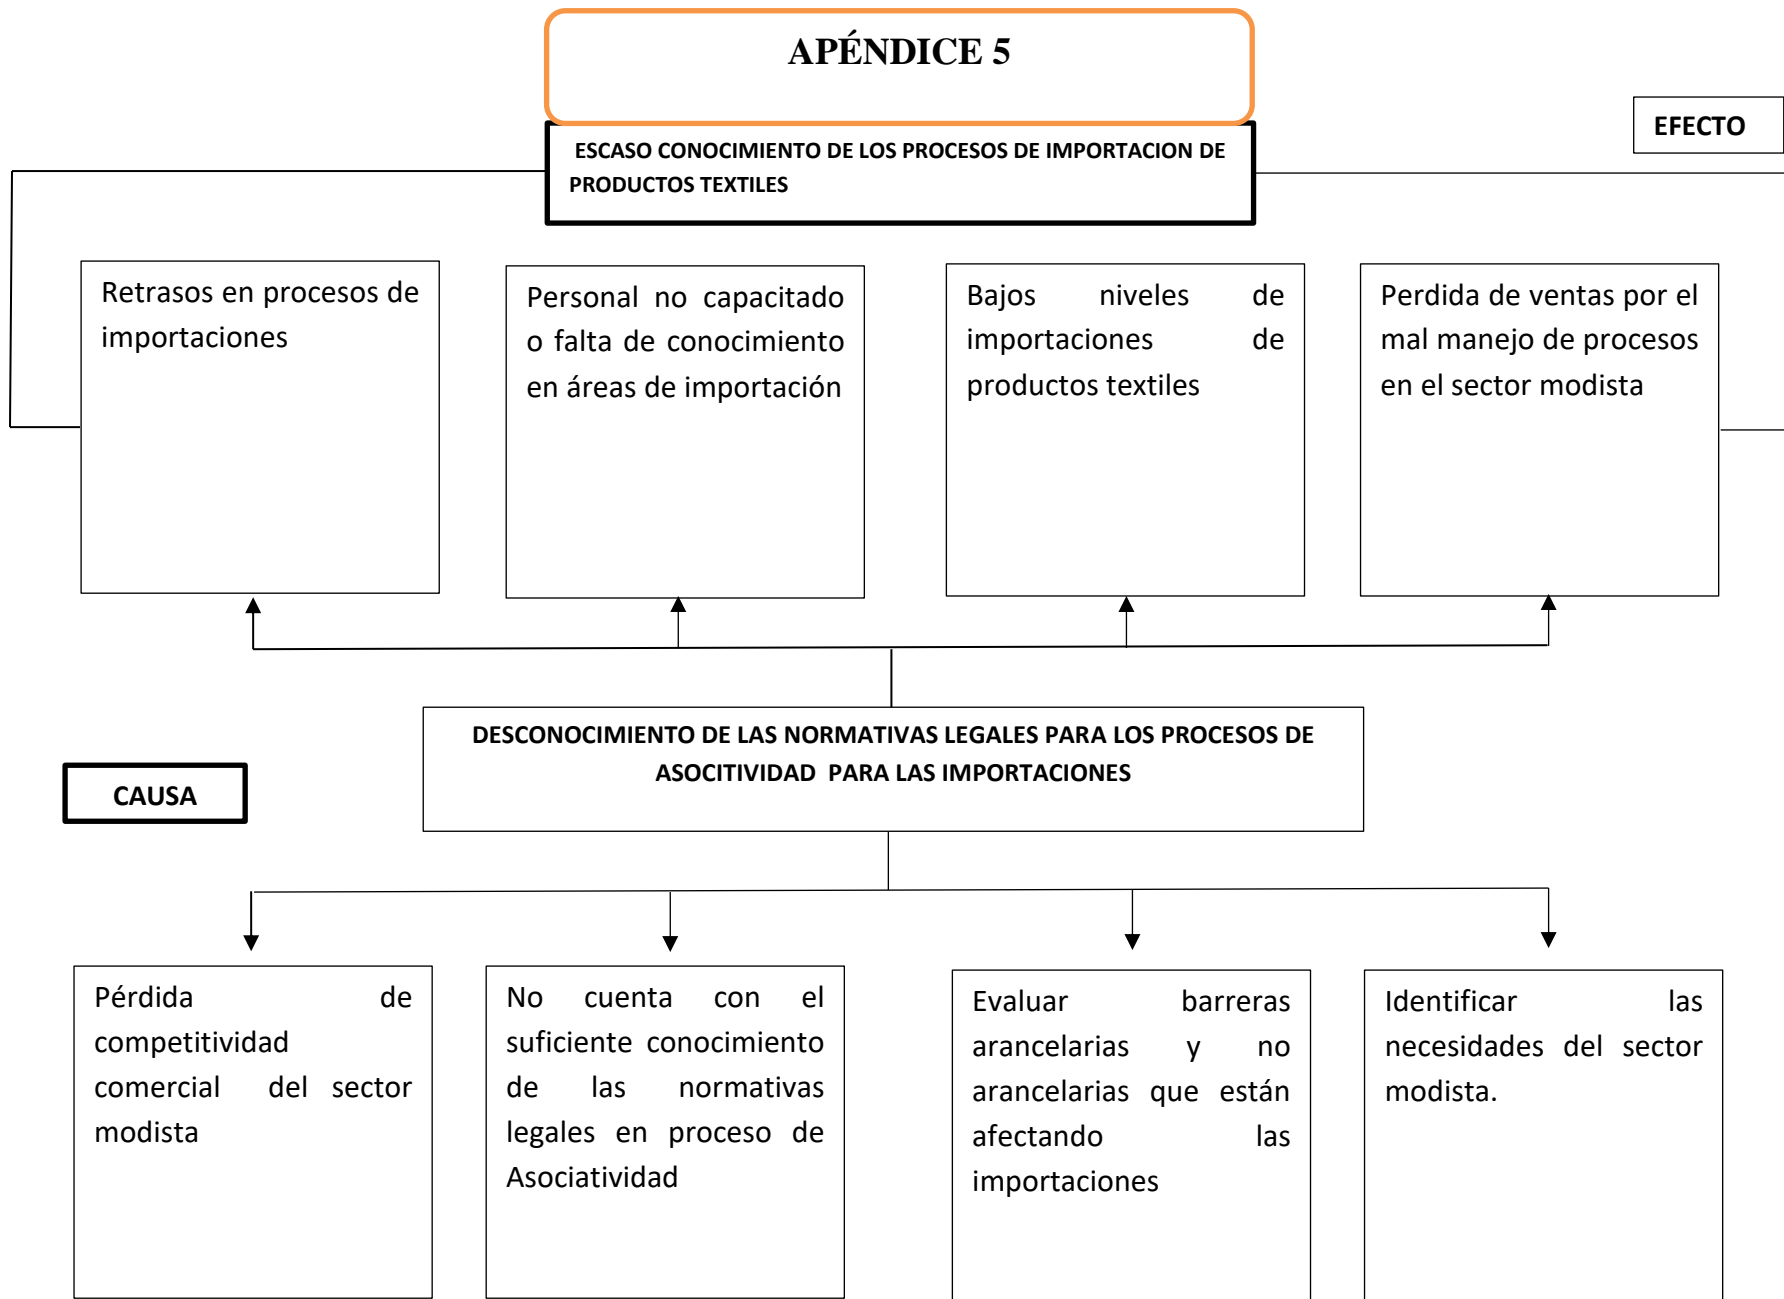 APÉNDICE 5
EFECTO
ESCASO CONOCIMIENTO DE LOS PROCESOS DE IMPORTACION DE
PRODUCTOS TEXTILES
Retrasos en procesos de
importaciones
Personal no capacitado
o falta de conocimiento
en áreas de importación
Bajos niveles de
importaciones de
productos textiles
Perdida de ventas por el
mal manejo de procesos
en el sector modista
DESCONOCIMIENTO DE LAS NORMATIVAS LEGALES PARA LOS PROCESOS DE
ASOCITIVIDAD PARA LAS IMPORTACIONES
CAUSA
Pérdida de
competitividad
comercial del sector
modista
No cuenta con el
suficiente conocimiento
de las normativas
legales en proceso de
Asociatividad
Evaluar barreras
arancelarias y no
arancelarias que están
afectando las
importaciones
Identificar las
necesidades del sector
modista.